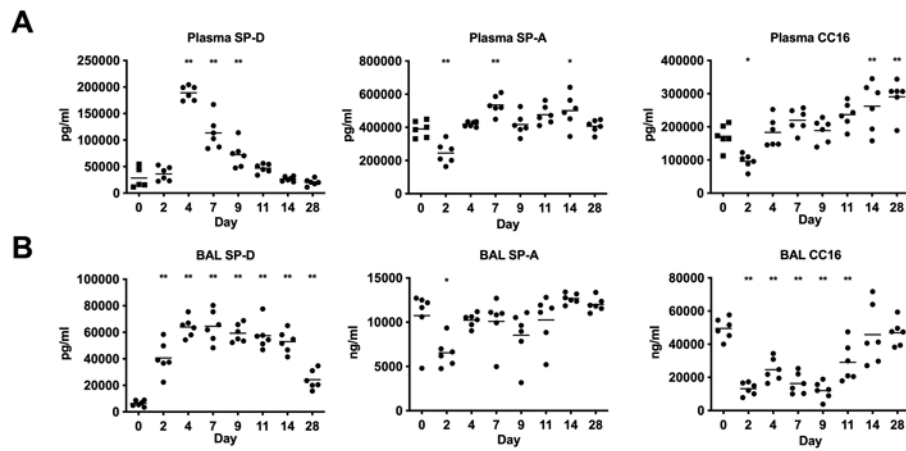 A
Plasma SP-D
** ** **
pg/ml
250000
200000
150000
100000
50000
0
0 2 4 7 9 11 14 28
Day
Plasma SP-A
** ** *
pg/ml
800000
600000
400000
200000
0
0 2 4 7 9 11 14 28
Day
Plasma CC16
* ** **
pg/ml
400000
300000
200000
100000
0
0 2 4 7 9 11 14 28
Day
B
BAL SP-D
** ** ** ** ** ** **
pg/ml
100000
80000
60000
40000
20000
0
0 2 4 7 9 11 14 28
Day
BAL SP-A
*
ng/ml
15000
10000
5000
0
0 2 4 7 9 11 14 28
Day
BAL CC16
** ** ** ** **
ng/ml
80000
60000
40000
20000
0
0 2 4 7 9 11 14 28
Day